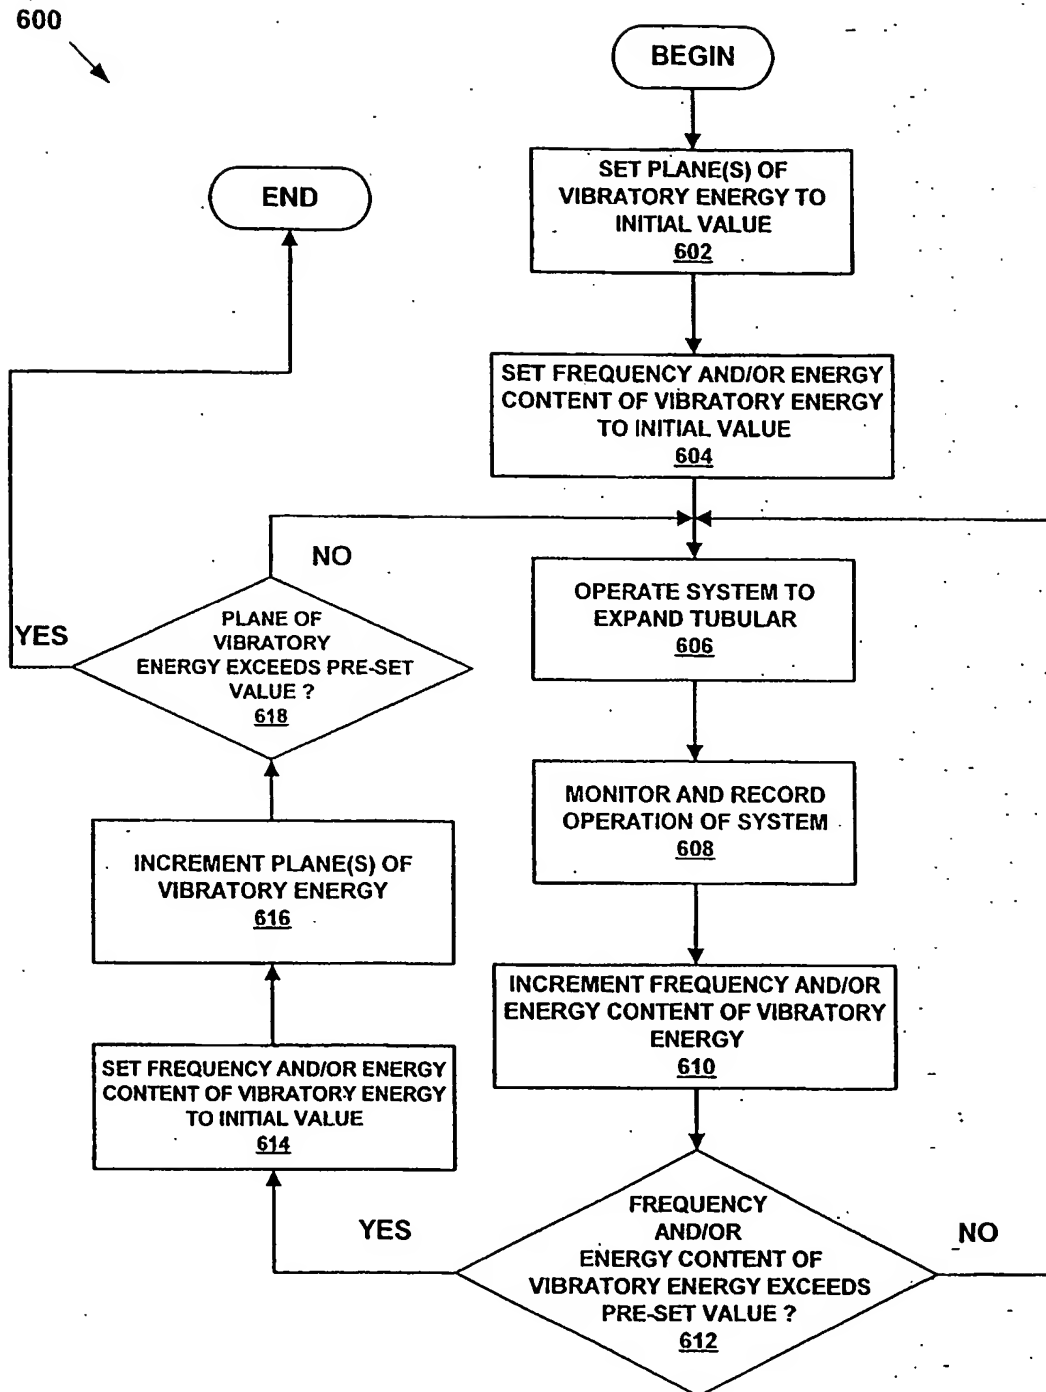 600
BEGIN
END
SET PLANE(S) OF
VIBRATORY ENERGY TO
INITIAL VALUE
602
SET FREQUENCY AND/OR ENERGY
CONTENT OF VIBRATORY ENERGY
TO INITIAL VALUE
604
NO
YES
PLANE OF
VIBRATORY
ENERGY EXCEEDS PRE-SET
VALUE ?
618
OPERATE SYSTEM TO
EXPAND TUBULAR
606
MONITOR AND RECORD
OPERATION OF SYSTEM
608
INCREMENT PLANE(S) OF
VIBRATORY ENERGY
616
INCREMENT FREQUENCY AND/OR
ENERGY CONTENT OF VIBRATORY
ENERGY
610
SET FREQUENCY AND/OR ENERGY
CONTENT OF VIBRATORY ENERGY
TO INITIAL VALUE
614
YES
FREQUENCY
AND/OR
ENERGY CONTENT OF
VIBRATORY ENERGY EXCEEDS
PRE-SET VALUE ?
612
NO